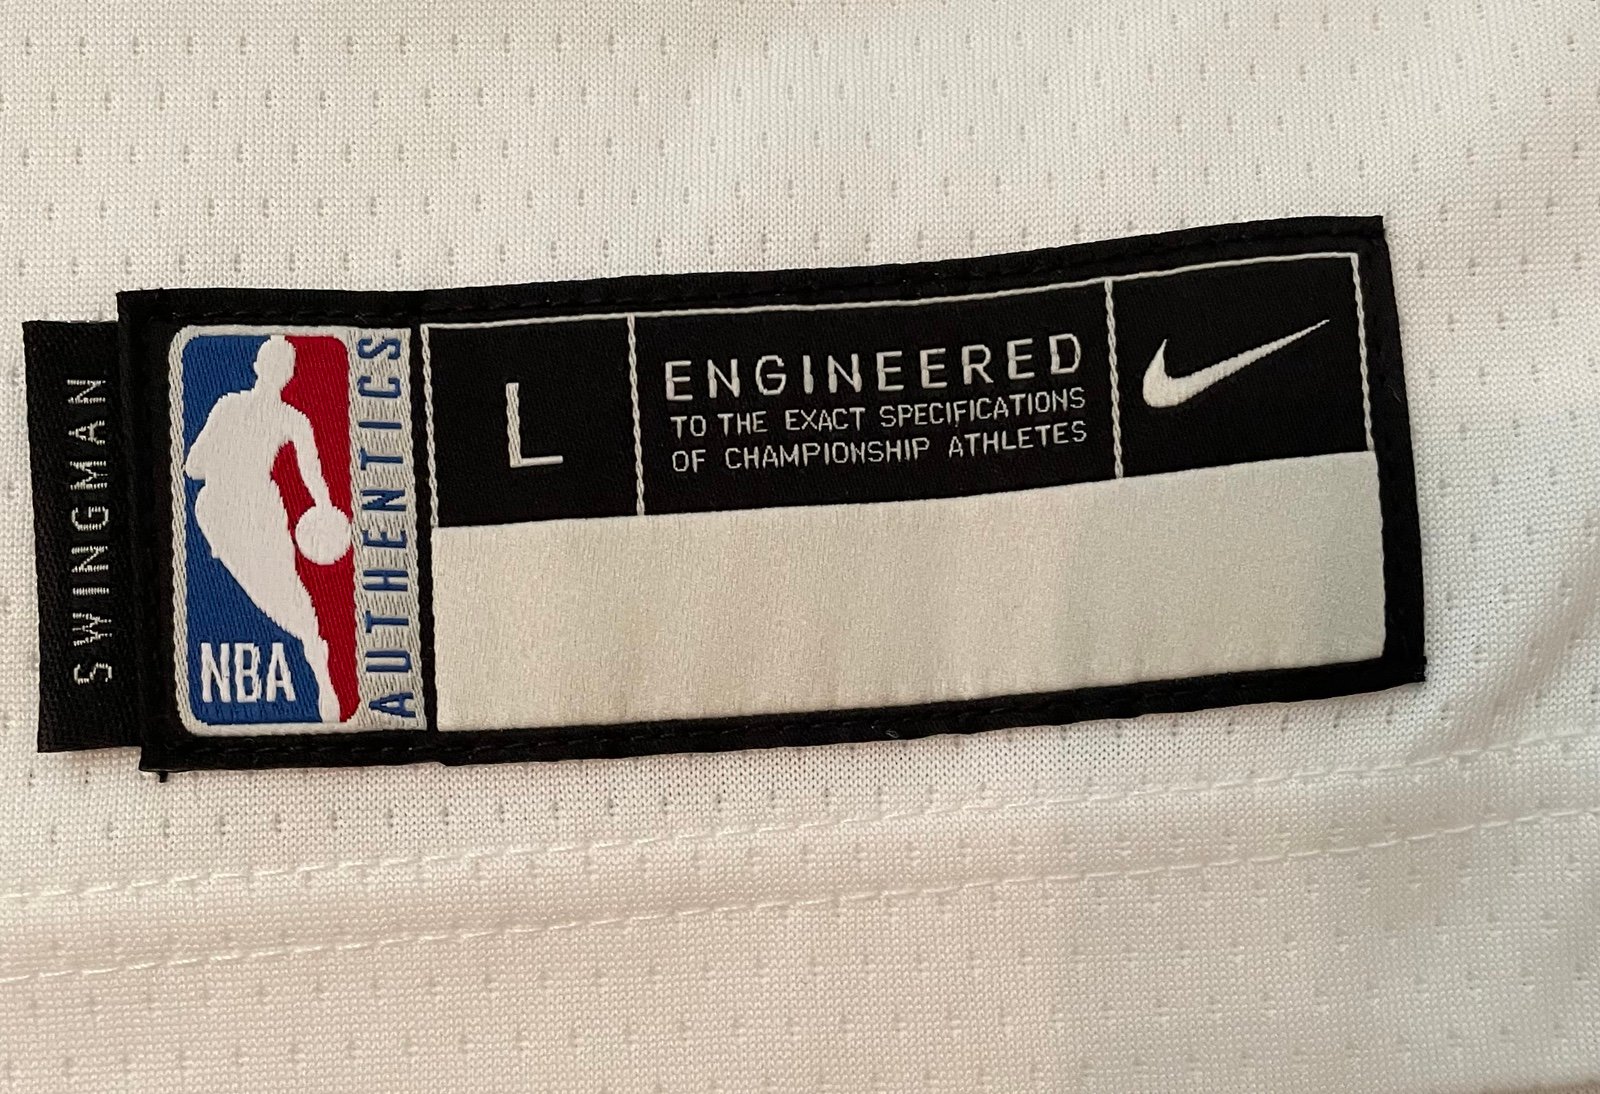 SWINGMAN
NBA
AUTHENTICS
L
ENGINEERED
TO THE EXACT SPECIFICATIONS
OF CHAMPIONSHIP ATHLETES